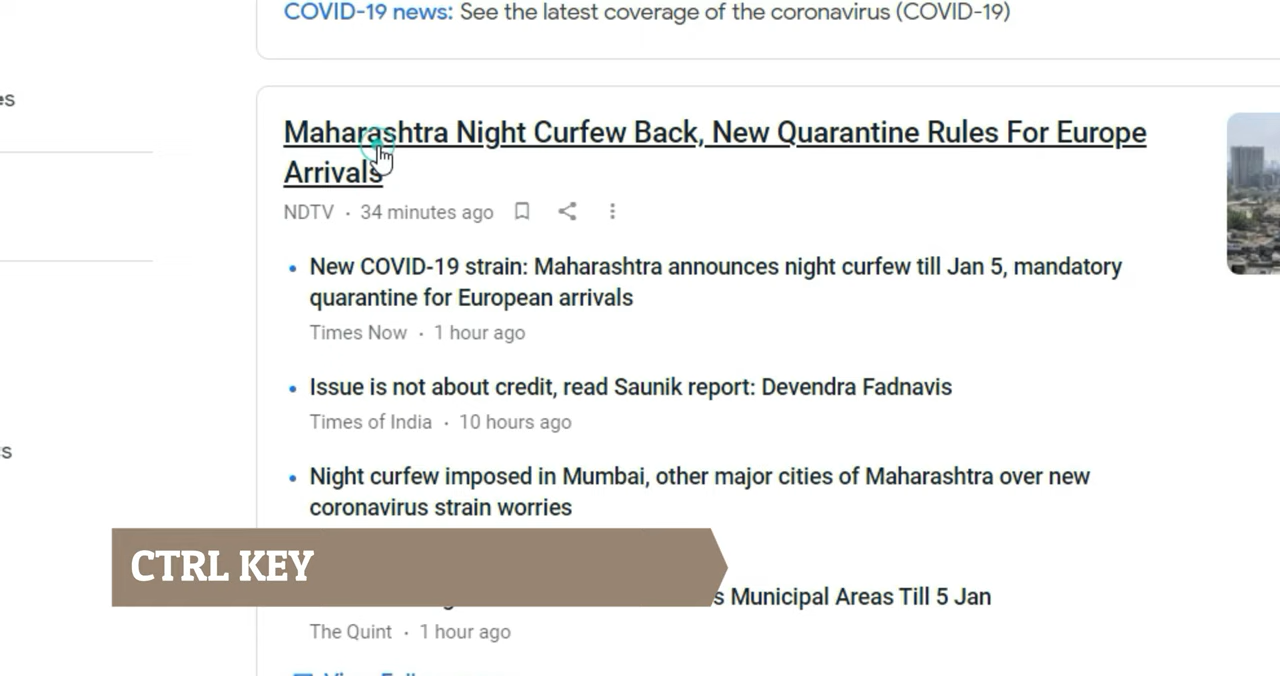 COVID-19 news: See the latest coverage of the coronavirus (COVID-19)
Maharashtra Night Curfew Back, New Quarantine Rules For Europe
Arrivals
NDTV · 34 minutes ago
New COVID-19 strain: Maharashtra announces night curfew till Jan 5, mandatory
quarantine for European arrivals
Times Now · 1 hour ago
Issue is not about credit, read Saunik report: Devendra Fadnavis
Times of India · 10 hours ago
Night curfew imposed in Mumbai, other major cities of Maharashtra over new
coronavirus strain worries
CTRL KEY
Municipal Areas Till 5 Jan
The Quint · 1 hour ago